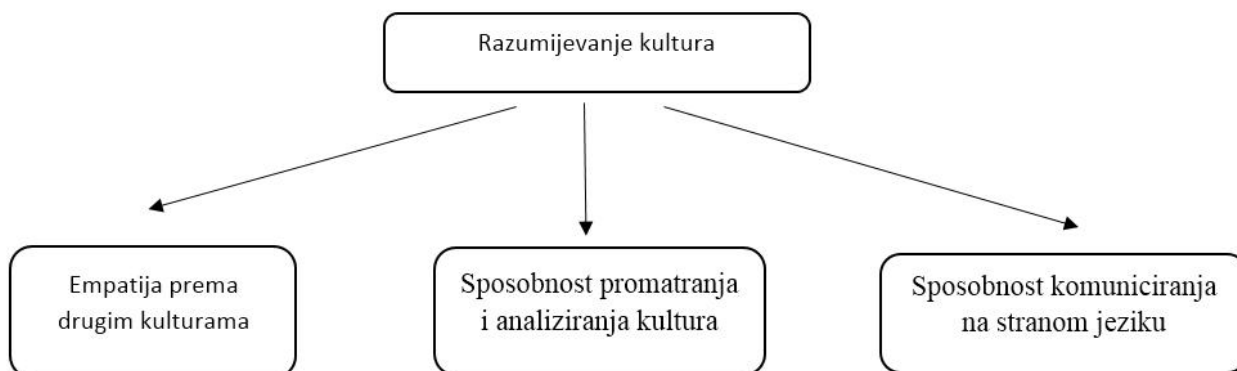 Razumijevanje kultura
Empatija prema
drugim kulturama
Sposobnost promatranja
i analiziranja kultura
Sposobnost komuniciranja
na stranom jeziku